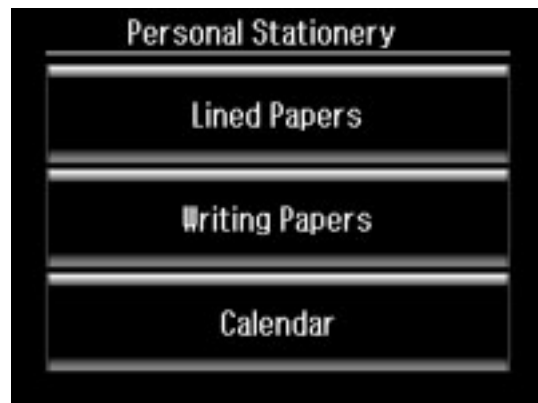 Personal Stationery
Lined Papers
Writing Papers
Calendar